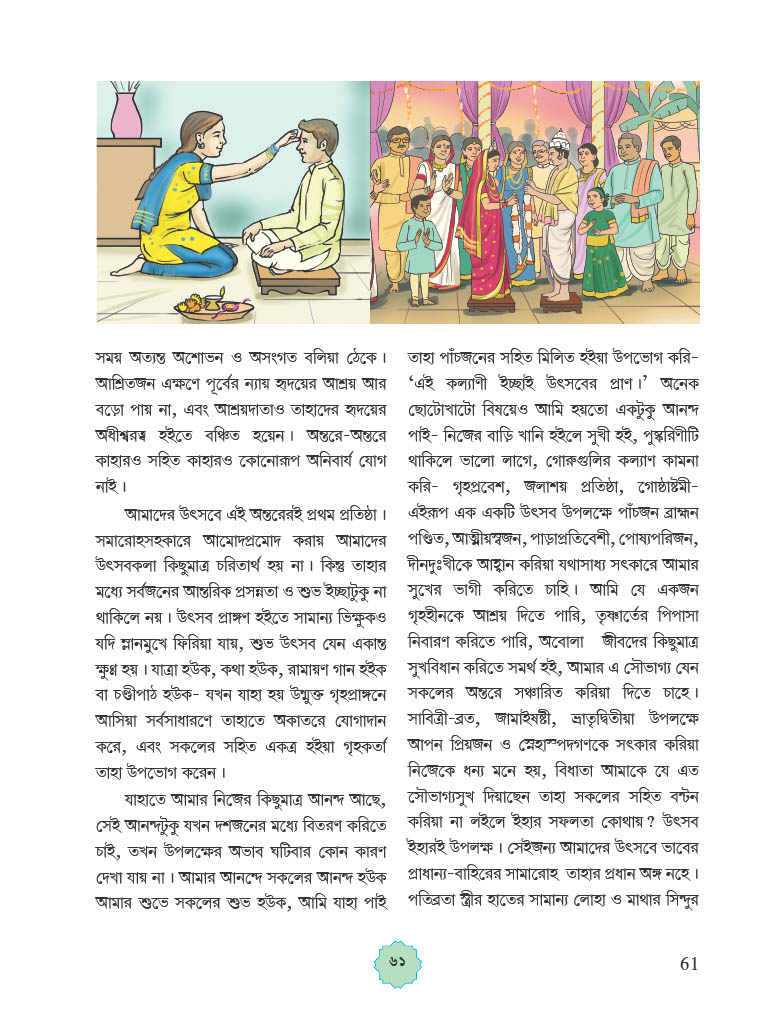 সময় অত্যন্ত অশোভন ও অসংগত বলিয়া ঠেকে।
আশ্রিতজন এক্ষণে পূর্বের ন্যায় হৃদয়ের আশ্রয় আর
বড়ো পায় না, এবং আশ্রয়দাতাও তাহাদের হৃদয়ের
অধীশ্বরত্ব হইতে বঞ্চিত হয়েন। অন্তরে-অন্তরে
কাহারও সহিত কাহারও কোনোরূপ অনিবার্য যোগ
নাই।
আমাদের উৎসবে এই অন্তরেরই প্রথম প্রতিষ্ঠা।
সমারোহসহকারে আমোদপ্রমোদ করায় আমাদের
উৎসবকলা কিছুমাত্র চরিতার্থ হয় না। কিন্তু তাহার
মধ্যে সর্বজনের আন্তরিক প্রসন্নতা ও শুভ ইচ্ছাটুকু না
থাকিলে নয়। উৎসব প্রাঙ্গণ হইতে সামান্য ভিক্ষুকও
যদি ম্লানমুখে ফিরিয়া যায়, শুভ উৎসব যেন একান্ত
ক্ষুণ্ণ হয়। যাত্রা হউক, কথা হউক, রামায়ণ গান হইক
বা চণ্ডীপাঠ হউক- যখন যাহা হয় উন্মুক্ত গৃহপ্রাঙ্গনে
আসিয়া সর্বসাধারণে তাহাতে অকাতরে যোগাদান
করে, এবং সকলের সহিত একত্র হইয়া গৃহকর্তা
তাহা উপভোগ করেন।
যাহাতে আমার নিজের কিছুমাত্র আনন্দ আছে,
সেই আনন্দটুকু যখন দশজনের মধ্যে বিতরণ করিতে
চাই, তখন উপলক্ষের অভাব ঘটিবার কোন কারণ
দেখা যায় না। আমার আনন্দে সকলের আনন্দ হউক
আমার শুভে সকলের শুভ হউক, আমি যাহা পাই
তাহা পাঁচজনের সহিত মিলিত হইয়া উপভোগ করি-
‘এই কল্যাণী ইচ্ছাই উৎসবের প্রাণ।’ অনেক
ছোটোখাটো বিষয়েও আমি হয়তো একটুকু আনন্দ
পাই- নিজের বাড়ি খানি হইলে সুখী হই, পুষ্করিণীটি
থাকিলে ভালো লাগে, গোরুগুলির কল্যাণ কামনা
করি- গৃহপ্রবেশ, জলাশয় প্রতিষ্ঠা, গোষ্ঠাষ্টমী-
এইরূপ এক একটি উৎসব উপলক্ষে পাঁচজন ব্রাহ্মন
পণ্ডিত, আত্মীয়স্বজন, পাড়াপ্রতিবেশী, পোষ্যপরিজন,
দীনদুঃখীকে আহ্বান করিয়া যথাসাধ্য সৎকারে আমার
সুখের ভাগী করিতে চাহি। আমি যে একজন
গৃহহীনকে আশ্রয় দিতে পারি, তৃষ্ণার্তের পিপাসা
নিবারণ করিতে পারি, অবোলা জীবদের কিছুমাত্র
সুখবিধান করিতে সমর্থ হই, আমার এ সৌভাগ্য যেন
সকলের অন্তরে সঞ্চারিত করিয়া দিতে চাহে।
সাবিত্রী-ব্রত, জামাইষষ্টী, ভ্রাতৃদ্বিতীয়া উপলক্ষে
আপন প্রিয়জন ও স্নেহাস্পদগণকে সৎকার করিয়া
নিজেকে ধন্য মনে হয়, বিধাতা আমাকে যে এত
সৌভাগ্যসুখ দিয়াছেন তাহা সকলের সহিত বন্টন
করিয়া না লইলে ইহার সফলতা কোথায়? উৎসব
ইহারই উপলক্ষ। সেইজন্য আমাদের উৎসবে ভাবের
প্রাধান্য-বাহিরের সামারোহ তাহার প্রধান অঙ্গ নহে।
পতিব্রতা স্ত্রীর হাতের সামান্য লোহা ও মাথার সিন্দুর
৬১
61